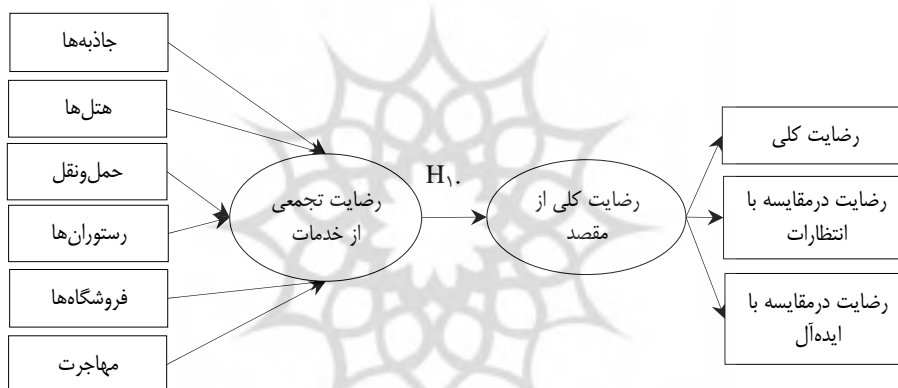 جاذبه‌ها
هتل‌ها
حمل‌ونقل
رستوران‌ها
فروشگاه‌ها
مهاجرت
رضایت تجمعی
از خدمات
H۱.
رضایت کلی از
مقصد
رضایت کلی
رضایت درمقایسه با
انتظارات
رضایت درمقایسه با
ایده‌آل